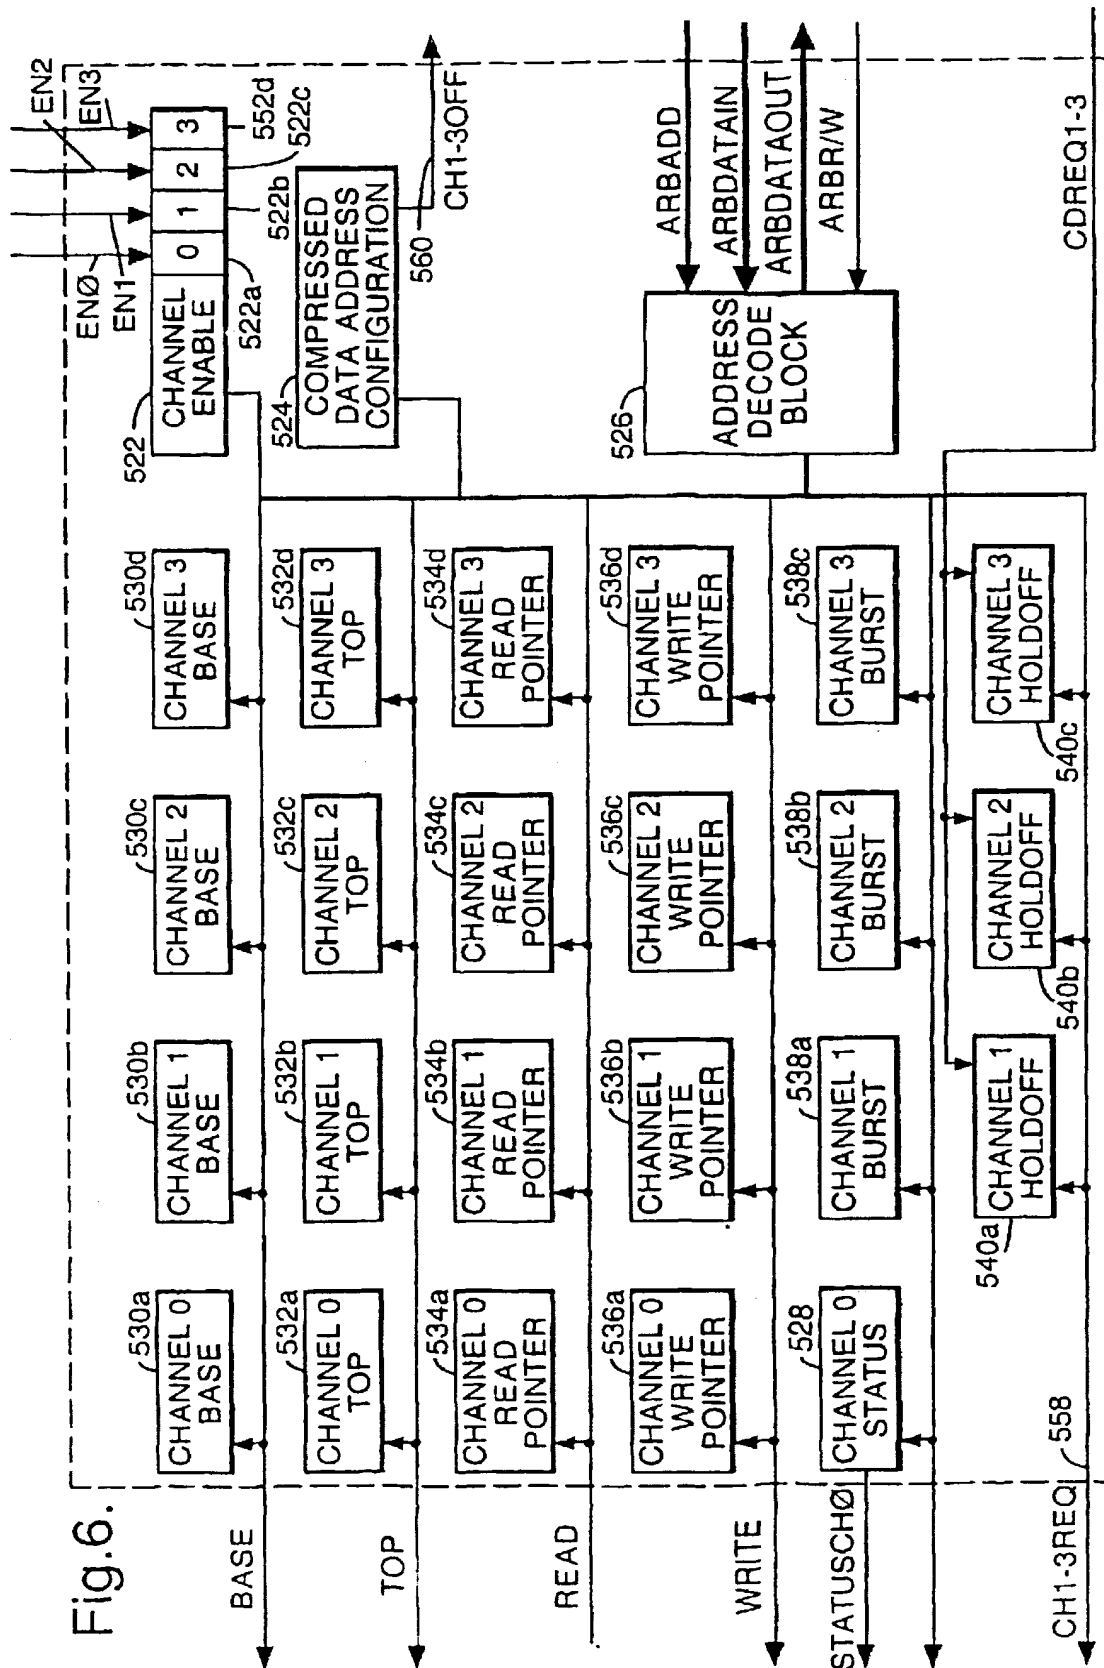 Fig.6.
EN0̸
EN1
EN2
EN3
522
CHANNEL
ENABLE
0
1
2
3
522a
522b
522c
552d
524
COMPRESSED
DATA ADDRESS
CONFIGURATION
560
CH1-3OFF
526
ADDRESS
DECODE
BLOCK
ARBADD
ARBDATAIN
ARBDATAOUT
ARBR/W
CDREQ1-3
530a
CHANNEL 0
BASE
530b
CHANNEL 1
BASE
530c
CHANNEL 2
BASE
530d
CHANNEL 3
BASE
BASE
532a
CHANNEL 0
TOP
532b
CHANNEL 1
TOP
532c
CHANNEL 2
TOP
532d
CHANNEL 3
TOP
TOP
534a
CHANNEL 0
READ
POINTER
534b
CHANNEL 1
READ
POINTER
534c
CHANNEL 2
READ
POINTER
534d
CHANNEL 3
READ
POINTER
READ
536a
CHANNEL 0
WRITE
POINTER
536b
CHANNEL 1
WRITE
POINTER
536c
CHANNEL 2
WRITE
POINTER
536d
CHANNEL 3
WRITE
POINTER
WRITE
528
CHANNEL 0
STATUS
538a
CHANNEL 1
BURST
538b
CHANNEL 2
BURST
538c
CHANNEL 3
BURST
STATUSCHØ
540a
CHANNEL 1
HOLDOFF
540b
CHANNEL 2
HOLDOFF
540c
CHANNEL 3
HOLDOFF
CH1-3REQ
558